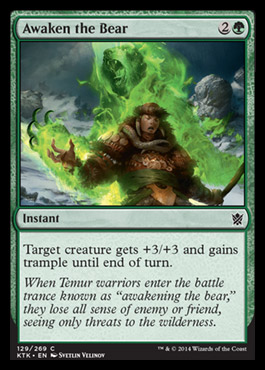 Awaken the Bear 2
Instant
Target creature gets +3/+3 and gains
trample until end of turn.
When Temur warriors enter the battle
trance known as “awakening the bear,”
they lose all sense of enemy or friend,
seeing only threats to the wilderness.
129/269 C
KTK • EN SVETLIN VELINOV ™ & © 2014 Wizards of the Coast